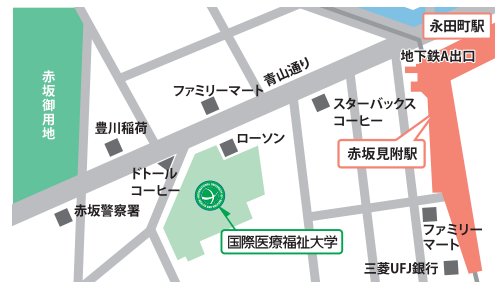 永田町駅
地下鉄A出口
青山通り
赤坂御用地
ファミリーマート
スターバックス
コーヒー
豊川稲荷
ローソン
赤坂見附駅
ドトール
コーヒー
赤坂警察署
国際医療福祉大学
ファミリー
マート
三菱UFJ銀行